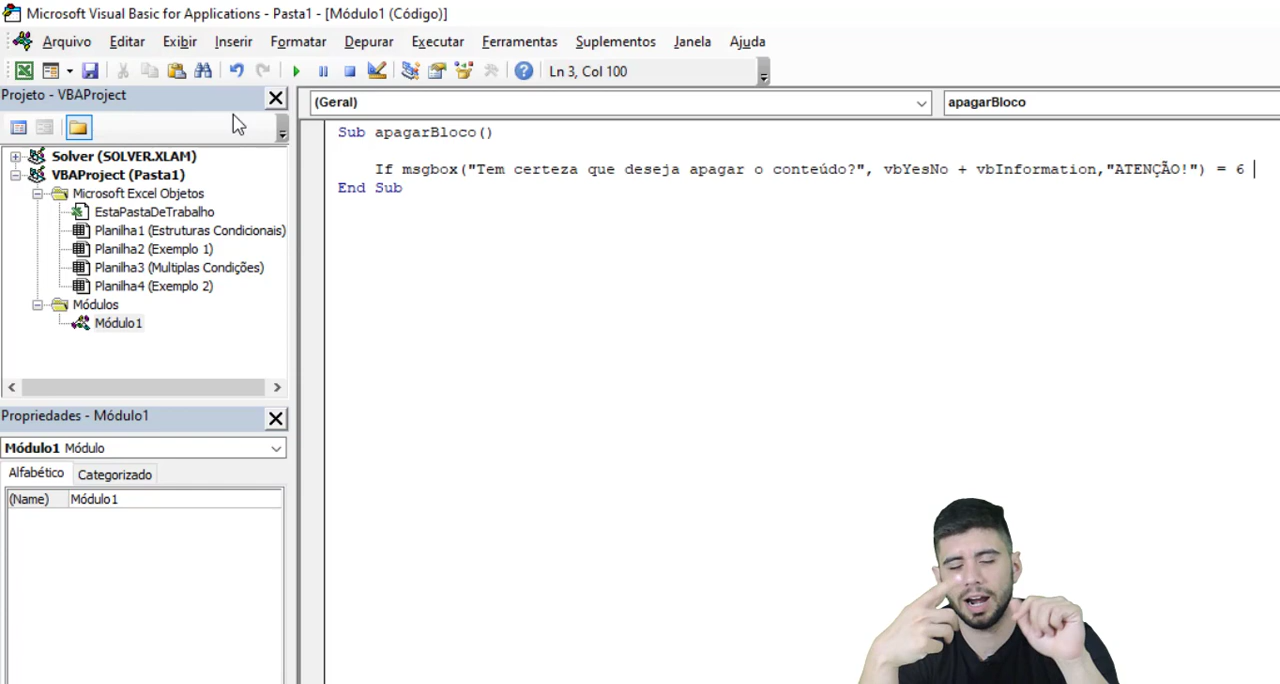 Microsoft Visual Basic for Applications - Pasta1 - [Módulo1 (Código)]
Arquivo Editar Exibir Inserir Formatar Depurar Executar Ferramentas Suplementos Janela Ajuda
Ln 3, Col 100
Projeto - VBAProject
(Geral) apagarBloco
Solver (SOLVER.XLAM)
VBAProject (Pasta1)
Microsoft Excel Objetos
EstaPastaDeTrabalho
Planilha1 (Estruturas Condicionais)
Planilha2 (Exemplo 1)
Planilha3 (Multiplas Condições)
Planilha4 (Exemplo 2)
Módulos
Módulo1
Sub apagarBloco()
If msgbox("Tem certeza que deseja apagar o conteúdo?", vbYesNo + vbInformation,"ATENÇÃO!") = 6
End Sub
Propriedades - Módulo1
Módulo1 Módulo
Alfabético Categorizado
(Name) Módulo1